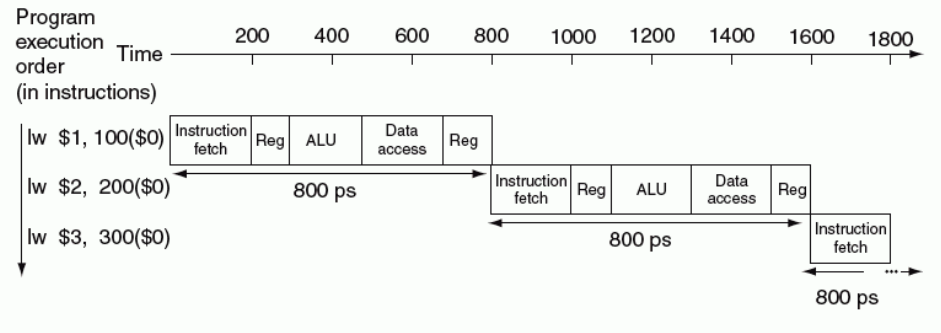 Program
execution
order
(in instructions)
Time
200 400 600 800 1000 1200 1400 1600 1800
lw $1, 100($0)
Instruction
fetch
Reg
ALU
Data
access
Reg
800 ps
lw $2, 200($0)
Instruction
fetch
Reg
ALU
Data
access
Reg
800 ps
lw $3, 300($0)
Instruction
fetch
...
800 ps